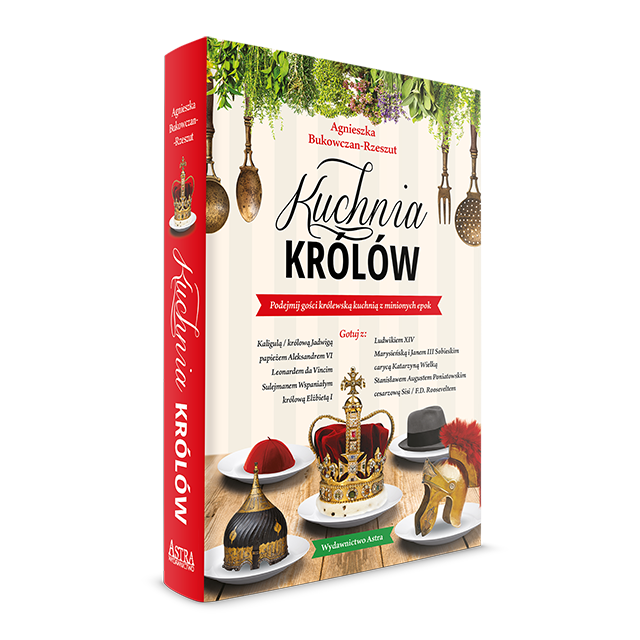 Agnieszka
Bukowczan-
-Rzeszut
Kuchnia
KRÓLÓW
ASTRA
WYDAWNICTWO
Agnieszka
Bukowczan-Rzeszut
Kuchnia
KRÓLÓW
Podejmij gości królewską kuchnią z minionych epok
Gotuj z:
Kaligulą / królową Jadwigą
papieżem Aleksandrem VI
Leonardem da Vincim
Sulejmanem Wspaniałym
królową Elżbietą I
Ludwikiem XIV
Marysieńką i Janem III Sobieskim
carycą Katarzyną Wielką
Stanisławem Augustem Poniatowskim
cesarzową Sisi / F.D. Rooseveltem
Wydawnictwo Astra